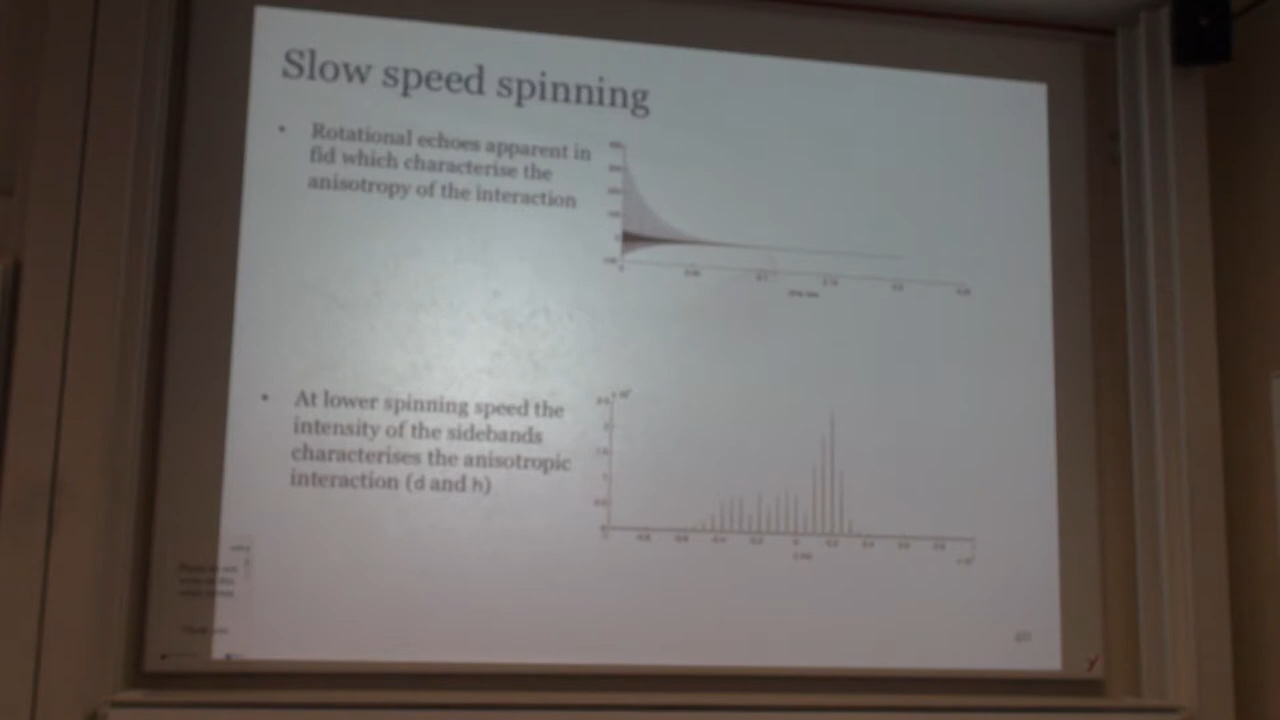 Slow speed spinning
• Rotational echoes apparent in
fid which characterise the
anisotropy of the interaction
• At lower spinning speed the
intensity of the sidebands
characterises the anisotropic
interaction (d and h)
40